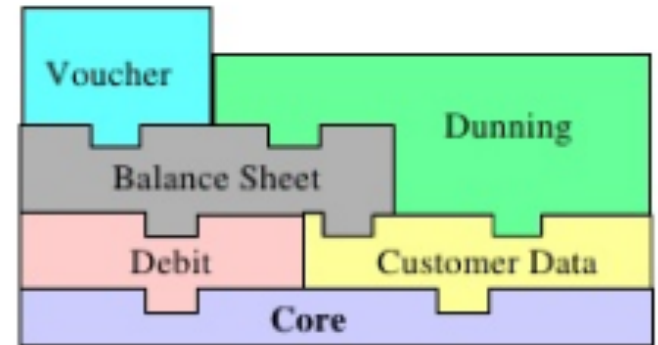 Voucher
Dunning
Balance Sheet
Debit
Customer Data
Core